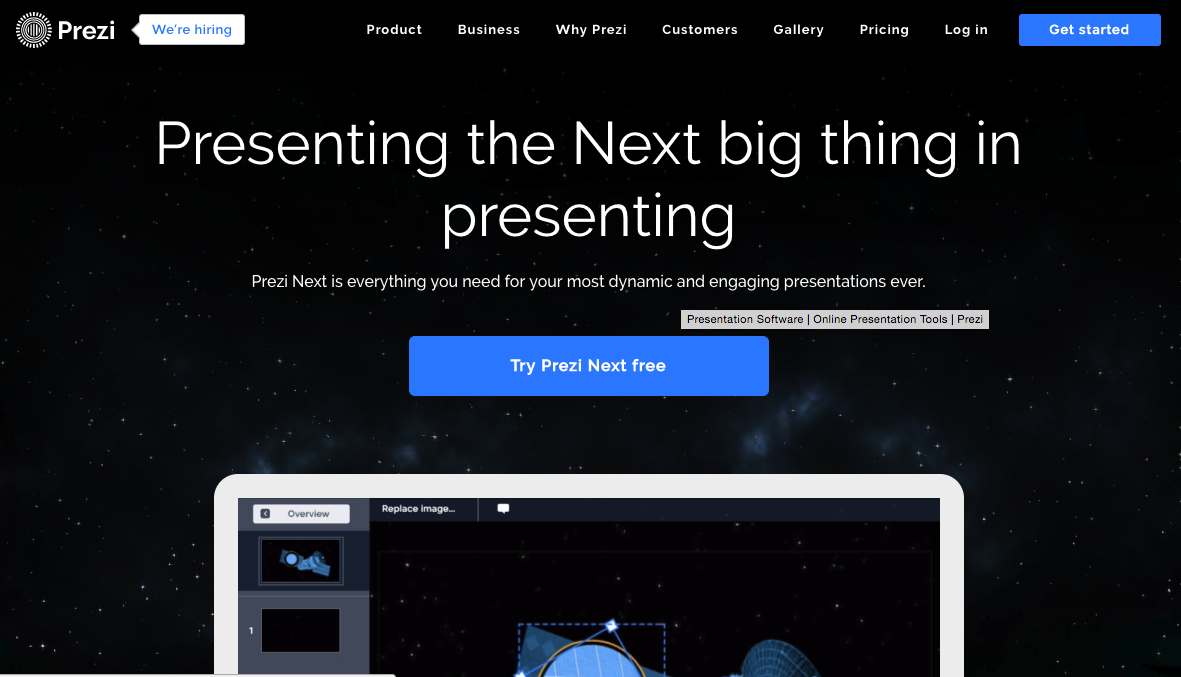 Prezi
We're hiring
Product
Business
Why Prezi
Customers
Gallery
Pricing
Log in
Get started
Presenting the Next big thing in
presenting
Prezi Next is everything you need for your most dynamic and engaging presentations ever.
Presentation Software | Online Presentation Tools | Prezi
Try Prezi Next free
Overview
Replace image...
1